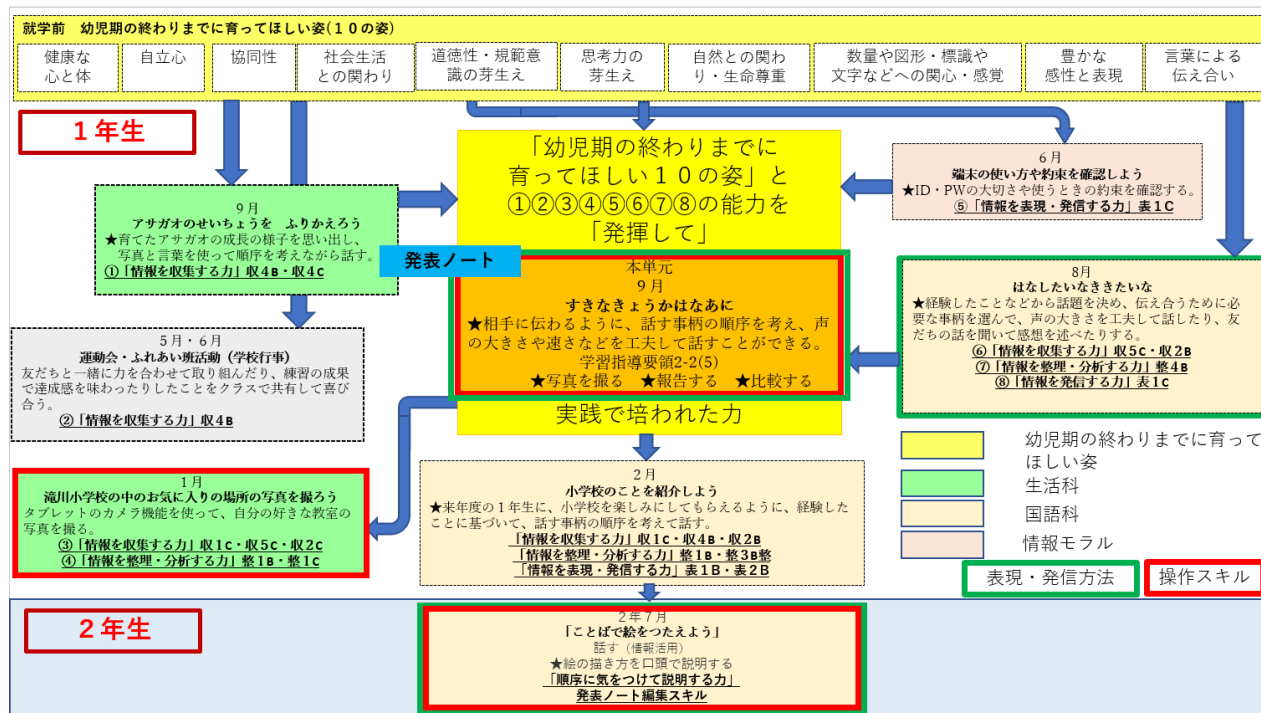 就学前　幼児期の終わりまでに育ってほしい姿(１０の姿)
健康な
心と体
自立心
協同性
社会生活
との関わり
道徳性・規範意
識の芽生え
思考力の
芽生え
自然との関わ
り・生命尊重
数量や図形・標識や
文字などへの関心・感覚
豊かな
感性と表現
言葉による
伝え合い
１年生
「幼児期の終わりまでに
育ってほしい１０の姿」と
①②③④⑤⑥⑦⑧の能力を
「発揮して」
６月
端末の使い方や約束を確認しよう
★ID・PWの大切さや使うときの約束を確認する。
⑤「情報を表現・発信する力」表１C
９月
アサガオのせいちょうを　ふりかえろう
★育てたアサガオの成長の様子を思い出し、
写真と言葉を使って順序を考えながら話す。
①「情報を収集する力」収４B・収４C
発表ノート
本単元
９月
すきなきょうかはなあに
★相手に伝わるように、話す事柄の順序を考え、声
の大きさや速さなどを工夫して話すことができる。
学習指導要領2-2(5)
★写真を撮る　★報告する　★比較する
実践で培われた力
8月
はなしたいなききたいな
★経験したことなどから話題を決め、伝え合うために必
要な事柄を選んで、声の大きさを工夫して話したり、友
だちの話を聞いて感想を述べたりする。
⑥「情報を収集する力」収５C・収２B
⑦「情報を整理・分析する力」整４B
⑧「情報を発信する力」表１C
５月・６月
運動会・ふれあい班活動（学校行事）
友だちと一緒に力を合わせて取り組んだり、練習の成果
で達成感を味わったりしたことをクラスで共有して喜び
合う。
②「情報を収集する力」収４B
１月
滝川小学校の中のお気に入りの場所の写真を撮ろう
タブレットのカメラ機能を使って、自分の好きな教室の
写真を撮る。
③「情報を収集する力」収１C・収５C・収２C
④「情報を整理・分析する力」整１B・整１C
２月
小学校のことを紹介しよう
★来年度の１年生に、小学校を楽しみにしてもらえるように、経験した
ことに基づいて、話す事柄の順序を考えて話す。
「情報を収集する力」収１C・収４B・収２B
「情報を整理・分析する力」整１B・整３B整
「情報を表現・発信する力」表１B・表２B
幼児期の終わりまでに育って
ほしい姿
生活科
国語科
情報モラル
表現・発信方法
操作スキル
２年生
２年７月
「ことばで絵をつたえよう」
話す（情報活用）
★絵の描き方を口頭で説明する
「順序に気をつけて説明する力」
発表ノート編集スキル